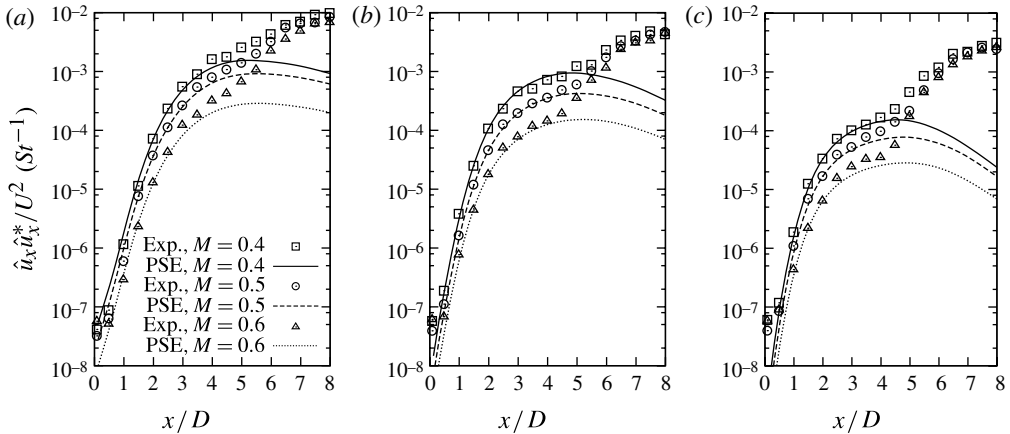 (a)
(b)
(c)
10⁻²
10⁻³
10⁻⁴
10⁻⁵
10⁻⁶
10⁻⁷
10⁻⁸
10⁻²
10⁻³
10⁻⁴
10⁻⁵
10⁻⁶
10⁻⁷
10⁻⁸
10⁻²
10⁻³
10⁻⁴
10⁻⁵
10⁻⁶
10⁻⁷
10⁻⁸
û_xû_x^*/U² (St⁻¹)
Exp., M = 0.4
PSE, M = 0.4
Exp., M = 0.5
PSE, M = 0.5
Exp., M = 0.6
PSE, M = 0.6
0 1 2 3 4 5 6 7 8
0 1 2 3 4 5 6 7 8
0 1 2 3 4 5 6 7 8
x/D
x/D
x/D